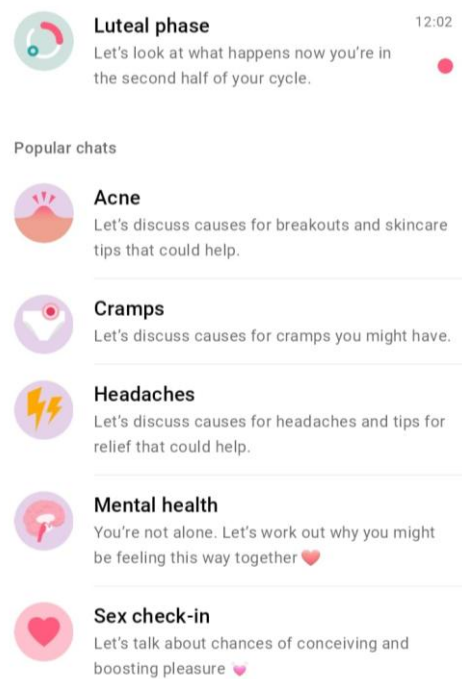 Luteal phase
12:02
Let's look at what happens now you're in
the second half of your cycle.
Popular chats
Acne
Let's discuss causes for breakouts and skincare
tips that could help.
Cramps
Let's discuss causes for cramps you might have.
Headaches
Let's discuss causes for headaches and tips for
relief that could help.
Mental health
You're not alone. Let's work out why you might
be feeling this way together ❤️
Sex check-in
Let's talk about chances of conceiving and
boosting pleasure 💓